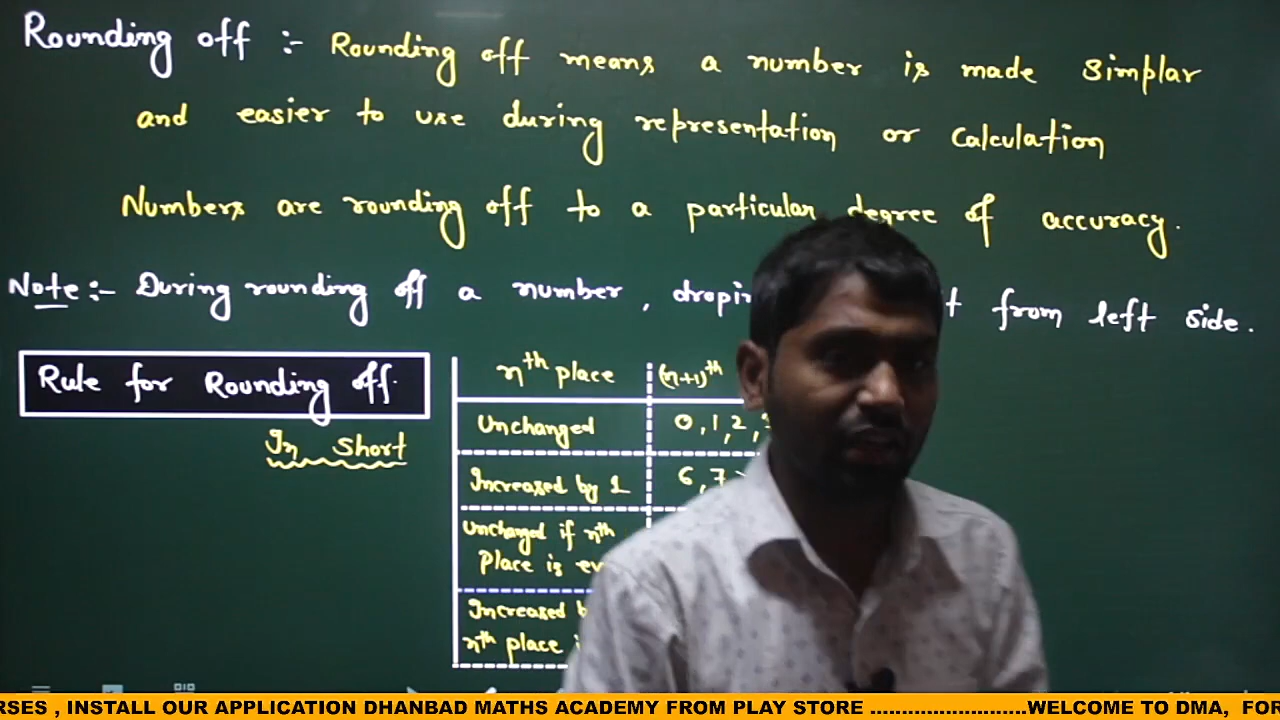 Rounding off :- Rounding off means a number is made simplar
and easier to use during representation or calculation
Numbers are rounding off to a particular degree of accuracy.
Note :- During rounding off a number, from left side.
Rule for Rounding off.
In short
nth place (n+1)th
Unchanged 0, 1, 2,
Increased by 1 6, 7
Unchanged if nth
place is
Increased
nth place
, INSTALL OUR APPLICATION DHANBAD MATHS ACADEMY FROM PLAY STORE .........................WELCOME TO DMA,